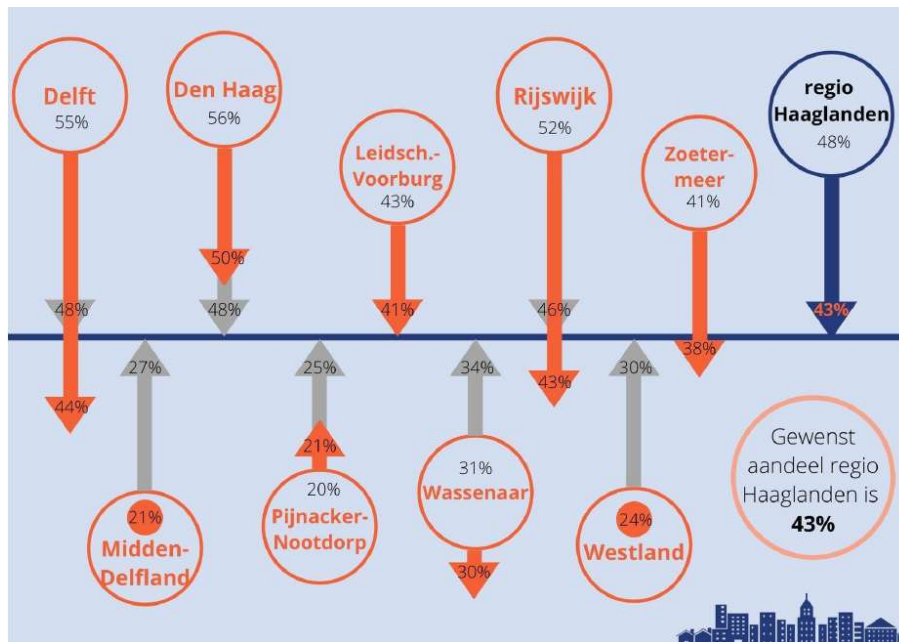 Delft
55%
48%
44%
Den Haag
56%
50%
48%
Leidsch.-
Voorburg
43%
41%
Rijswijk
52%
46%
43%
Zoeter-
meer
41%
38%
regio
Haaglanden
48%
43%
27%
21%
Midden-
Delfland
25%
21%
20%
Pijnacker-
Nootdorp
34%
31%
Wassenaar
30%
30%
24%
Westland
Gewenst
aandeel regio
Haaglanden is
43%